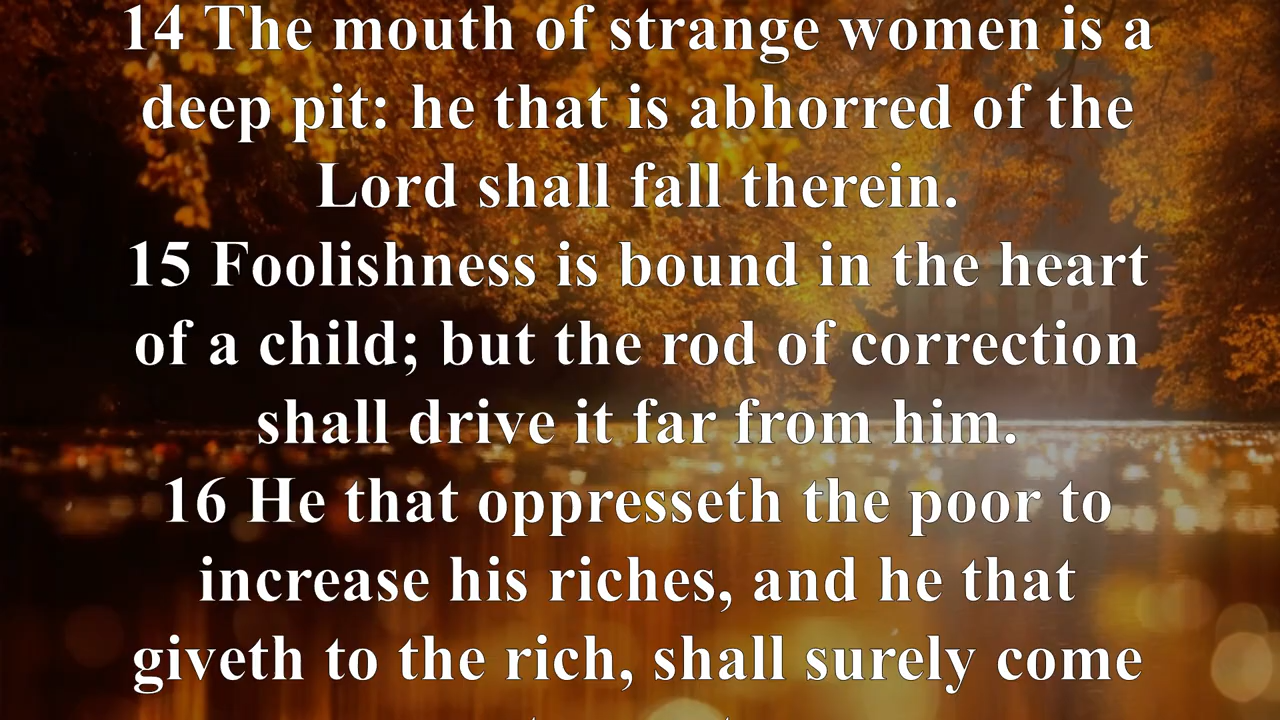 14 The mouth of strange women is a
deep pit: he that is abhorred of the
Lord shall fall therein.
15 Foolishness is bound in the heart
of a child; but the rod of correction
shall drive it far from him.
16 He that oppresseth the poor to
increase his riches, and he that
giveth to the rich, shall surely come